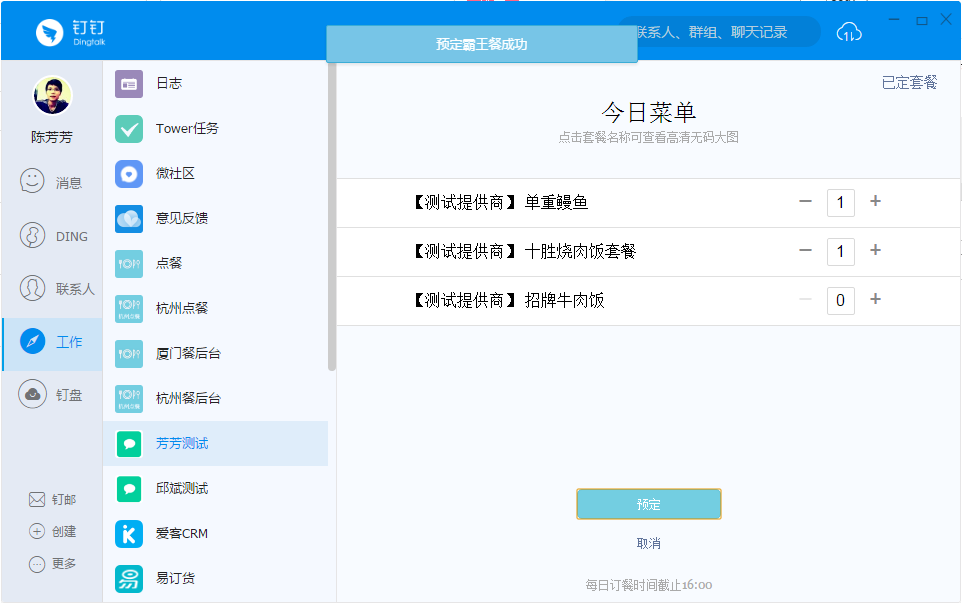 钉钉
Dingtalk
预定霸王餐成功
联系人、群组、聊天记录
陈芳芳
消息
DING
联系人
工作
钉盘
钉邮
创建
更多
日志
Tower任务
微社区
意见反馈
点餐
杭州点餐
厦门餐后台
杭州餐后台
芳芳测试
邱斌测试
爱客CRM
易订货
已定套餐
今日菜单
点击套餐名称可查看高清无码大图
【测试提供商】单重鳗鱼 － 1 +
【测试提供商】十胜烧肉饭套餐 － 1 +
【测试提供商】招牌牛肉饭 － 0 +
预定
取消
每日订餐时间截止16:00